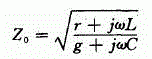 Z₀ = √((r + jωL)/(g + jωC))